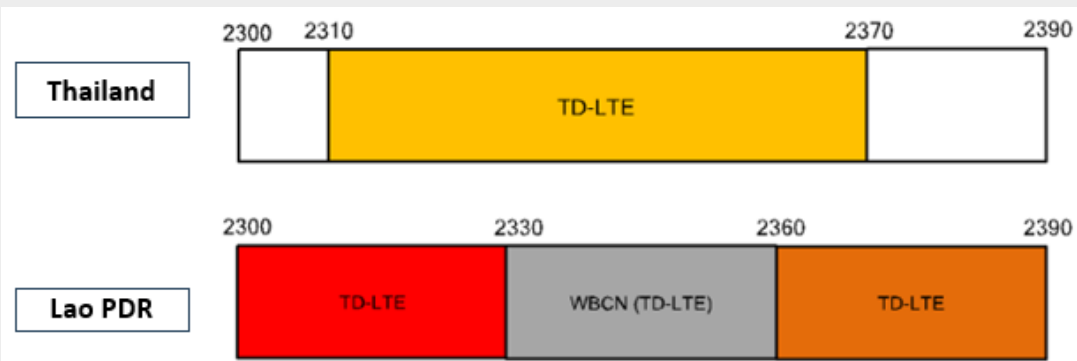 2300 2310 2370 2390
Thailand
TD-LTE
2300 2330 2360 2390
Lao PDR
TD-LTE WBCN (TD-LTE) TD-LTE